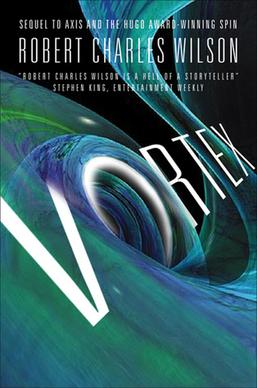 SEQUEL TO AXIS AND THE HUGO AWARD-WINNING SPIN
ROBERT CHARLES WILSON
"ROBERT CHARLES WILSON IS A HELL OF A STORYTELLER"
STEPHEN KING, ENTERTAINMENT WEEKLY
VORTEX